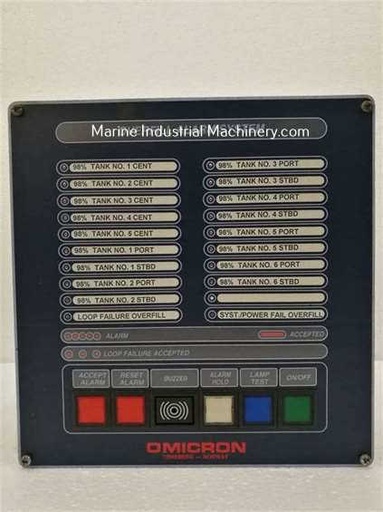 Marine Industrial Machinery.com
98% TANK NO. 1 CENT
98% TANK NO. 2 CENT
98% TANK NO. 3 CENT
98% TANK NO. 4 CENT
98% TANK NO. 5 CENT
98% TANK NO. 1 PORT
98% TANK NO. 1 STBD
98% TANK NO. 2 PORT
98% TANK NO. 2 STBD
LOOP FAILURE OVERFILL
98% TANK NO. 3 PORT
98% TANK NO. 3 STBD
98% TANK NO. 4 PORT
98% TANK NO. 4 STBD
98% TANK NO. 5 PORT
98% TANK NO. 5 STBD
98% TANK NO. 6 PORT
98% TANK NO. 6 STBD
SYST./POWER FAIL OVERFILL
ALARM
ACCEPTED
LOOP FAILURE ACCEPTED
ACCEPT
ALARM
RESET
ALARM
BUZZER
ALARM
HOLD
LAMP
TEST
ON/OFF
OMICRON